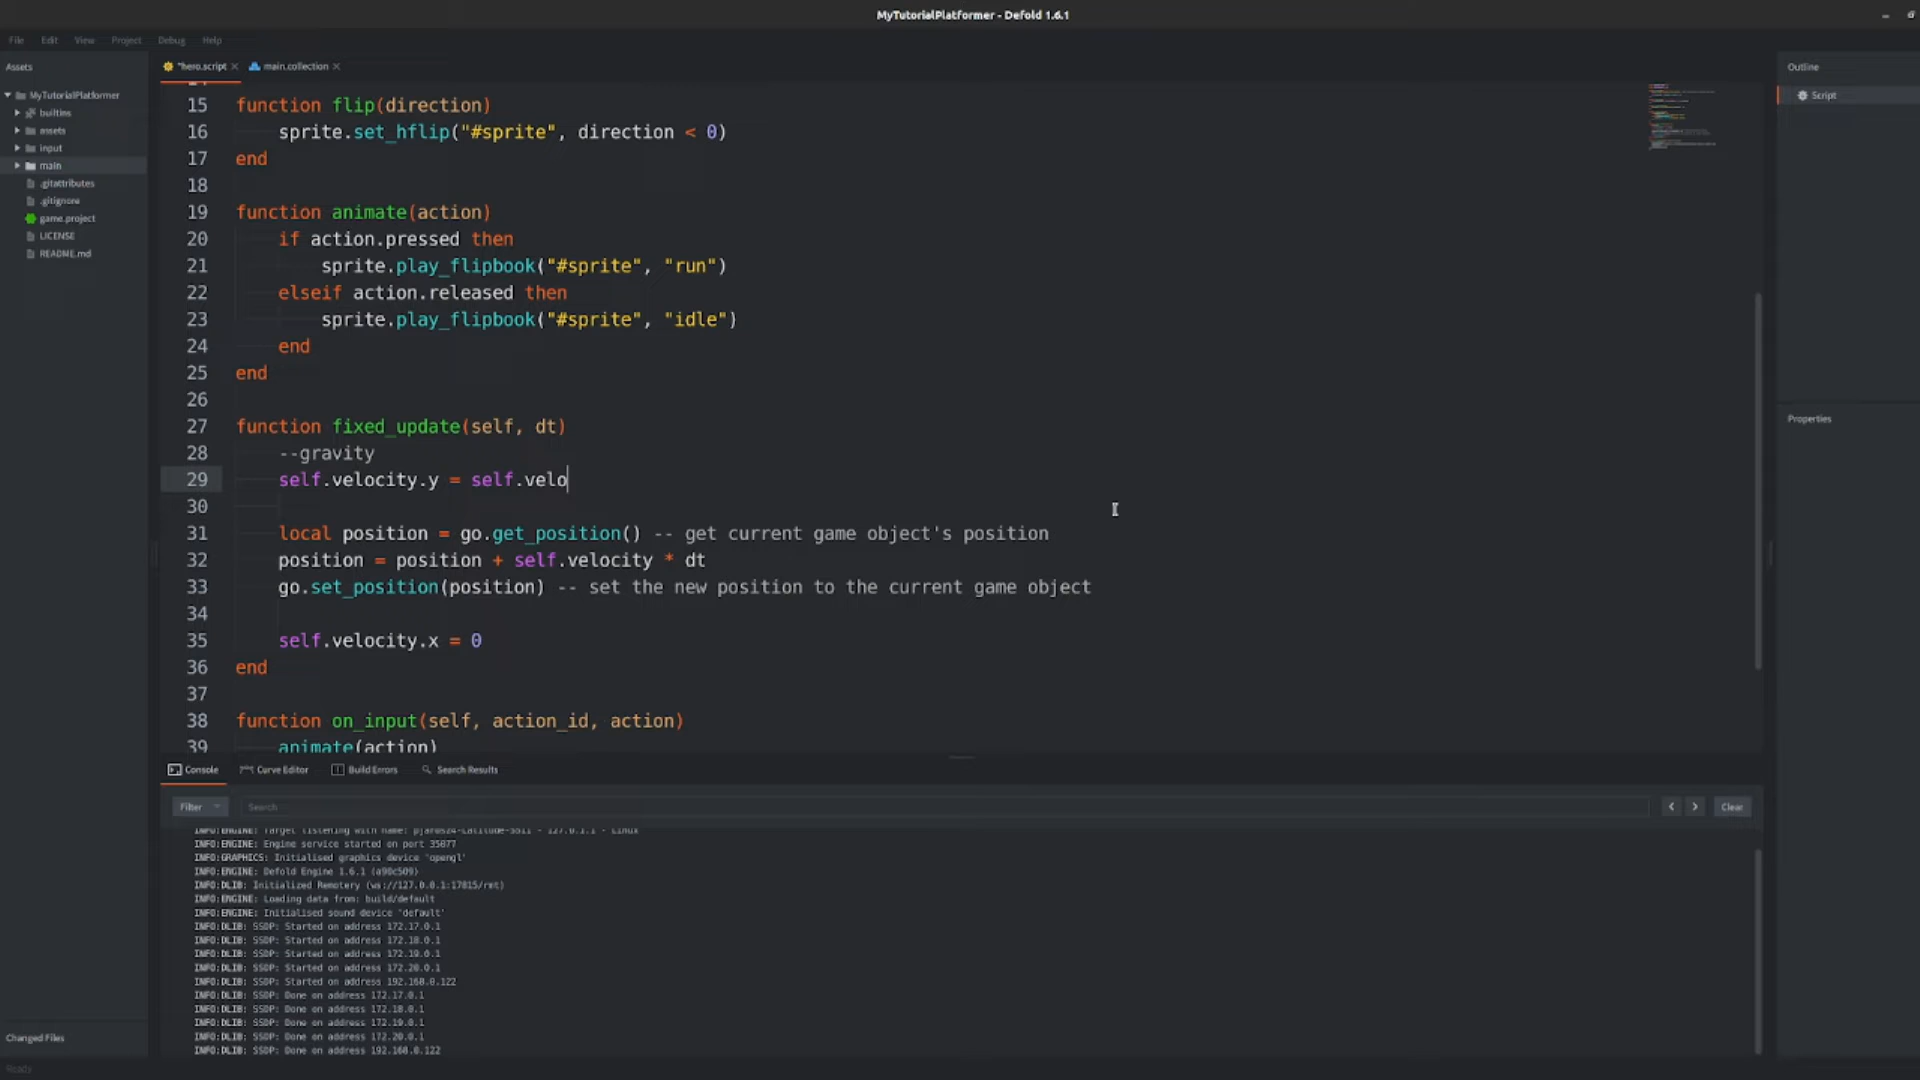 MyTutorialPlatformer - Defold 1.6.1
File Edit View Project Debug Help
Assets
*hero.script
main.collection
Outline
MyTutorialPlatformer
builtins
assets
input
main
.gitattributes
.gitignore
game.project
LICENSE
README.md
Script
Properties
15 function flip(direction)
16 sprite.set_hflip("#sprite", direction < 0)
17 end
18
19 function animate(action)
20 if action.pressed then
21 sprite.play_flipbook("#sprite", "run")
22 elseif action.released then
23 sprite.play_flipbook("#sprite", "idle")
24 end
25 end
26
27 function fixed_update(self, dt)
28 --gravity
29 self.velocity.y = self.velo
30
31 local position = go.get_position() -- get current game object's position
32 position = position + self.velocity * dt
33 go.set_position(position) -- set the new position to the current game object
34
35 self.velocity.x = 0
36 end
37
38 function on_input(self, action_id, action)
39 animate(action)
Console Curve Editor Build Errors Search Results
Filter Search Clear
INFO:ENGINE: Target listening with name: - 127.0.1.1 - Linux
INFO:ENGINE: Engine service started on port 35077
INFO:GRAPHICS: Initialised graphics device 'opengl'
INFO:ENGINE: Defold Engine 1.6.1 (a90c509)
INFO:DLIB: Initialized Remotery (ws://127.0.0.1:17815/rmt)
INFO:ENGINE: Loading data from: build/default
INFO:ENGINE: Initialised sound device 'default'
INFO:DLIB: SSDP: Started on address 172.17.0.1
INFO:DLIB: SSDP: Started on address 172.18.0.1
INFO:DLIB: SSDP: Started on address 172.19.0.1
INFO:DLIB: SSDP: Started on address 172.20.0.1
INFO:DLIB: SSDP: Started on address 192.168.0.122
INFO:DLIB: SSDP: Done on address 172.17.0.1
INFO:DLIB: SSDP: Done on address 172.18.0.1
INFO:DLIB: SSDP: Done on address 172.19.0.1
INFO:DLIB: SSDP: Done on address 172.20.0.1
INFO:DLIB: SSDP: Done on address 192.168.0.122
Changed Files
Ready